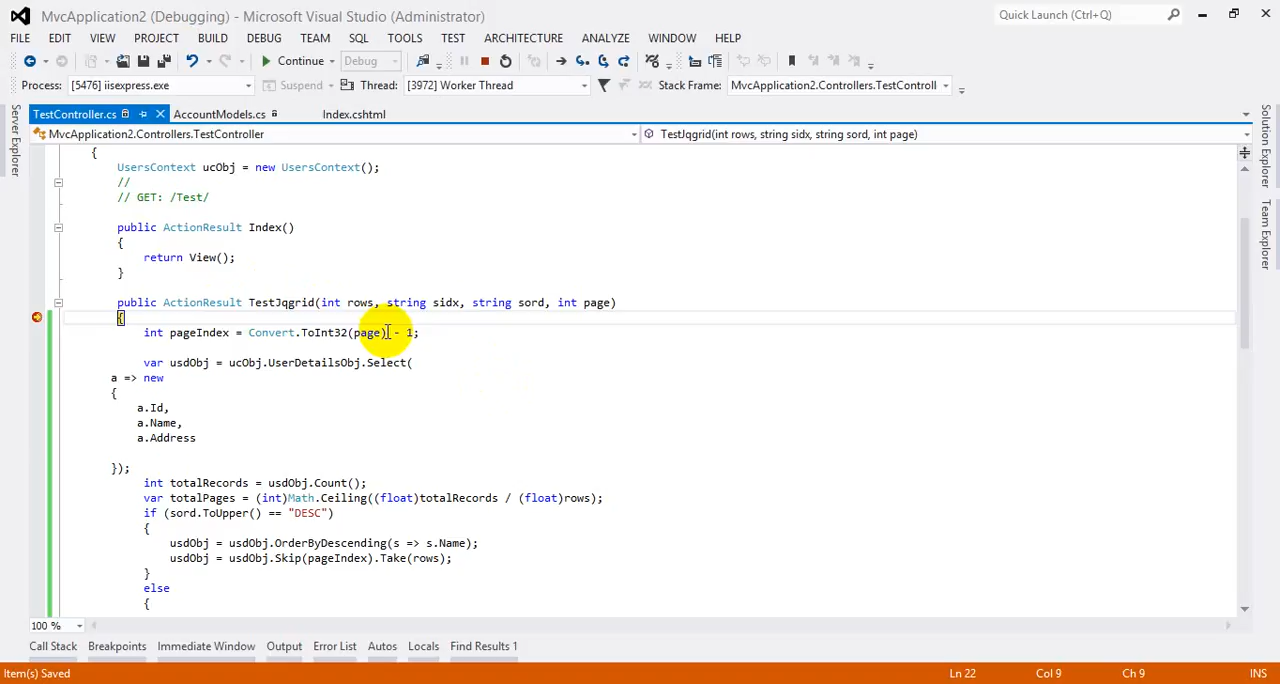 MvcApplication2 (Debugging) - Microsoft Visual Studio (Administrator)
Quick Launch (Ctrl+Q)
FILE EDIT VIEW PROJECT BUILD DEBUG TEAM SQL TOOLS TEST ARCHITECTURE ANALYZE WINDOW HELP
Continue Debug
Process: [5476] iisexpress.exe Suspend Thread: [3972] Worker Thread Stack Frame: MvcApplication2.Controllers.TestControll
TestController.cs AccountModels.cs Index.cshtml
MvcApplication2.Controllers.TestController TestJqgrid(int rows, string sidx, string sord, int page)
Server Explorer
Solution Explorer
Team Explorer
{
UsersContext ucObj = new UsersContext();
//
// GET: /Test/
public ActionResult Index()
{
return View();
}
public ActionResult TestJqgrid(int rows, string sidx, string sord, int page)
{
int pageIndex = Convert.ToInt32(page) - 1;
var usdObj = ucObj.UserDetailsObj.Select(
a => new
{
a.Id,
a.Name,
a.Address
});
int totalRecords = usdObj.Count();
var totalPages = (int)Math.Ceiling((float)totalRecords / (float)rows);
if (sord.ToUpper() == "DESC")
{
usdObj = usdObj.OrderByDescending(s => s.Name);
usdObj = usdObj.Skip(pageIndex).Take(rows);
}
else
{
100 %
Call Stack Breakpoints Immediate Window Output Error List Autos Locals Find Results 1
Item(s) Saved Ln 22 Col 9 Ch 9 INS